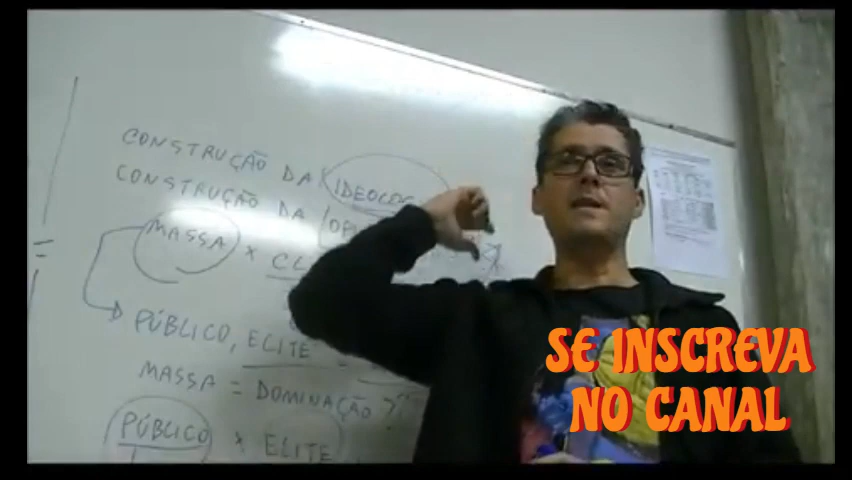 CONSTRUÇÃO DA
CONSTRUÇÃO DA
MASSA x
PÚBLICO, ELITE
MASSA = DOMINAÇÃO ?
PÚBLICO x ELITE
SE INSCREVA
NO CANAL